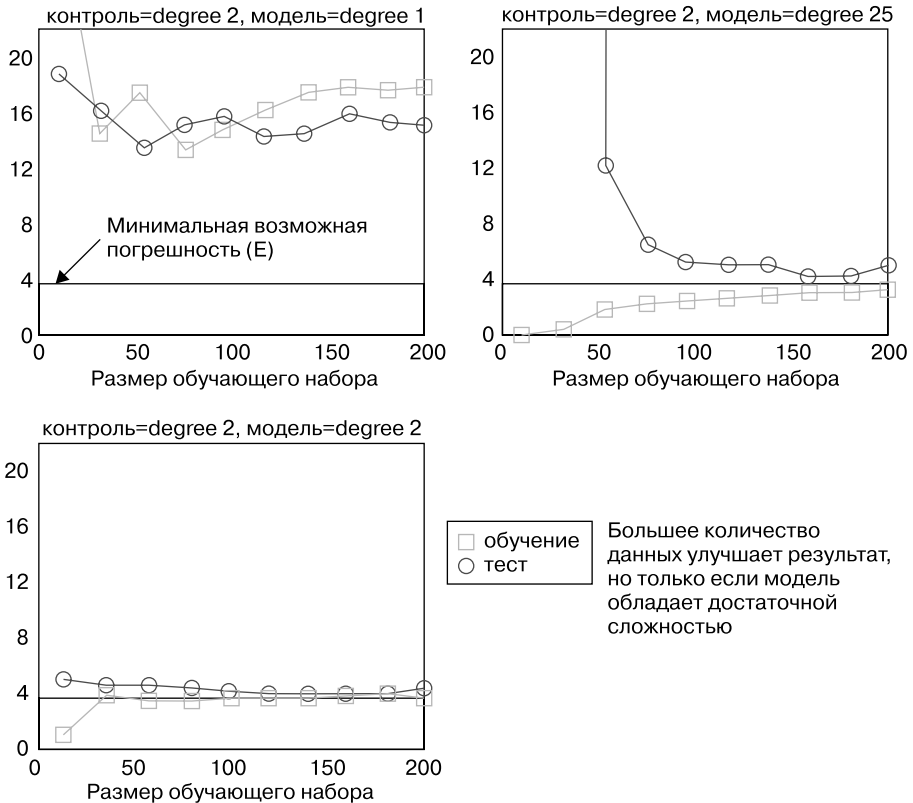 контроль=degree 2, модель=degree 1
20
16
12
8
4
0
Минимальная возможная
погрешность (E)
0 50 100 150 200
Размер обучающего набора
контроль=degree 2, модель=degree 25
20
16
12
8
4
0
0 50 100 150 200
Размер обучающего набора
контроль=degree 2, модель=degree 2
20
16
12
8
4
0
0 50 100 150 200
Размер обучающего набора
обучение
тест
Большее количество
данных улучшает результат,
но только если модель
обладает достаточной
сложностью